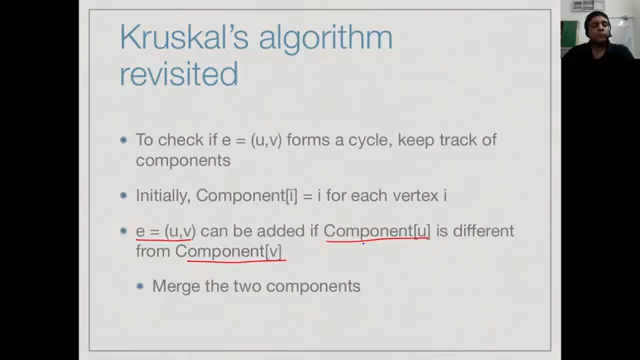 Kruskal's algorithm
revisited
To check if e = (u,v) forms a cycle, keep track of
components
Initially, Component[i] = i for each vertex i
e = (u,v) can be added if Component[u] is different
from Component[v]
Merge the two components